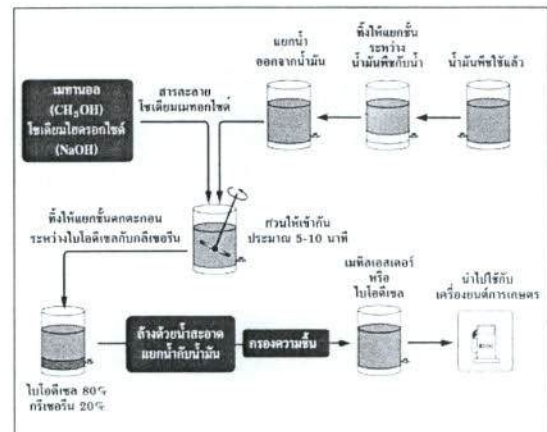 แยกน้ำ
ออกจากน้ำมัน
ทิ้งให้แยกชั้น
ระหว่าง
น้ำมันพืชกับน้ำ
น้ำมันพืชใช้แล้ว
เมทานอล
(CH₃OH)
โซเดียมไฮดรอกไซด์
(NaOH)
สารละลาย
โซเดียมเมทอกไซด์
ทิ้งให้แยกชั้นตกตะกอน
ระหว่างไบโอดีเซลกับกลีเซอรีน
กวนให้เข้ากัน
ประมาณ 5-10 นาที
เมทิลเอสเตอร์
หรือ
ไบโอดีเซล
นำไปใช้กับ
เครื่องยนต์การเกษตร
ล้างด้วยน้ำสะอาด
แยกน้ำกับน้ำมัน
กรองความชื้น
ไบโอดีเซล 80%
กรีเซอรีน 20%